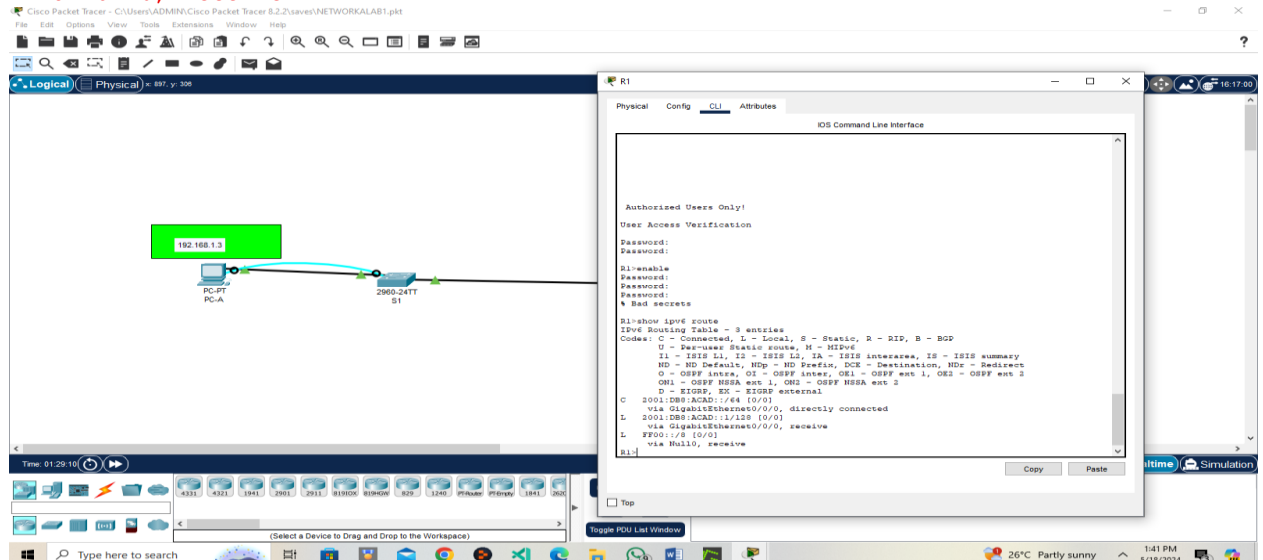 Cisco Packet Tracer - C:\Users\ADMIN\Cisco Packet Tracer 8.2.2\saves\NETWORKALAB1.pkt
File Edit Options View Tools Extensions Window Help
Logical Physical x: 897, y: 306
16:17:00
R1
Physical Config CLI Attributes
IOS Command Line Interface
Authorized Users Only!
User Access Verification
Password:
Password:
R1>enable
Password:
Password:
Password:
% Bad secrets
R1>show ipv6 route
IPv6 Routing Table - 3 entries
Codes: C - Connected, L - Local, S - Static, R - RIP, B - BGP
U - Per-user Static route, M - MIPv6
I1 - ISIS L1, I2 - ISIS L2, IA - ISIS interarea, IS - ISIS summary
ND - ND Default, NDp - ND Prefix, DCE - Destination, NDr - Redirect
O - OSPF intra, OI - OSPF inter, OE1 - OSPF ext 1, OE2 - OSPF ext 2
ON1 - OSPF NSSA ext 1, ON2 - OSPF NSSA ext 2
D - EIGRP, EX - EIGRP external
C 2001:DB8:ACAD::/64 [0/0]
via GigabitEthernet0/0/0, directly connected
L 2001:DB8:ACAD::1/128 [0/0]
via GigabitEthernet0/0/0, receive
L FF00::/8 [0/0]
via Null0, receive
R1>
Copy Paste
Top
192.168.1.3
PC-PT
PC-A
2960-24TT
S1
Time: 01:29:10
ltime Simulation
4331 4321 1941 2901 2911 819IOX 819HGW 829 1240 PT-Router PT-Empty 1841 262
(Select a Device to Drag and Drop to the Workspace)
Toggle PDU List Window
Type here to search
26°C Partly sunny
1:41 PM
5/18/2024